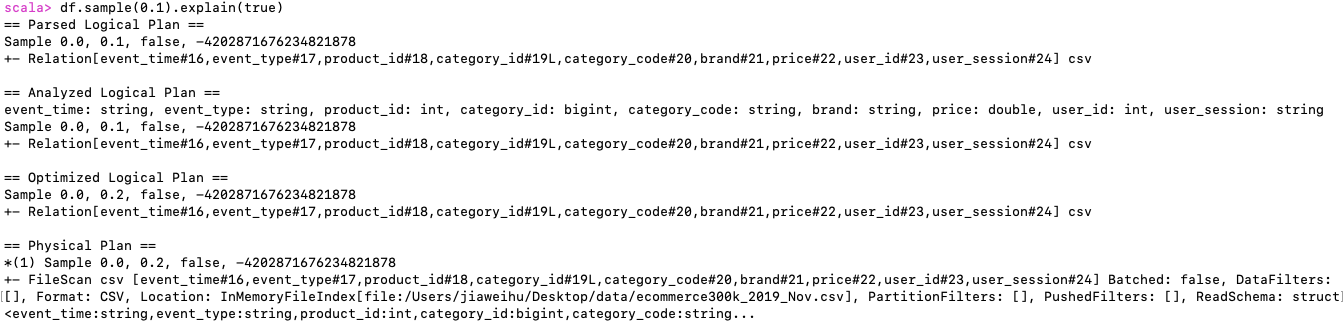 scala> df.sample(0.1).explain(true)
== Parsed Logical Plan ==
Sample 0.0, 0.1, false, -4202871676234821878
+- Relation[event_time#16,event_type#17,product_id#18,category_id#19L,category_code#20,brand#21,price#22,user_id#23,user_session#24] csv
== Analyzed Logical Plan ==
event_time: string, event_type: string, product_id: int, category_id: bigint, category_code: string, brand: string, price: double, user_id: int, user_session: string
Sample 0.0, 0.1, false, -4202871676234821878
+- Relation[event_time#16,event_type#17,product_id#18,category_id#19L,category_code#20,brand#21,price#22,user_id#23,user_session#24] csv
== Optimized Logical Plan ==
Sample 0.0, 0.2, false, -4202871676234821878
+- Relation[event_time#16,event_type#17,product_id#18,category_id#19L,category_code#20,brand#21,price#22,user_id#23,user_session#24] csv
== Physical Plan ==
*(1) Sample 0.0, 0.2, false, -4202871676234821878
+- FileScan csv [event_time#16,event_type#17,product_id#18,category_id#19L,category_code#20,brand#21,price#22,user_id#23,user_session#24] Batched: false, DataFilters:
[], Format: CSV, Location: InMemoryFileIndex[file:/Users/jiaweihu/Desktop/data/ecommerce300k_2019_Nov.csv], PartitionFilters: [], PushedFilters: [], ReadSchema: struct
<event_time:string,event_type:string,product_id:int,category_id:bigint,category_code:string...